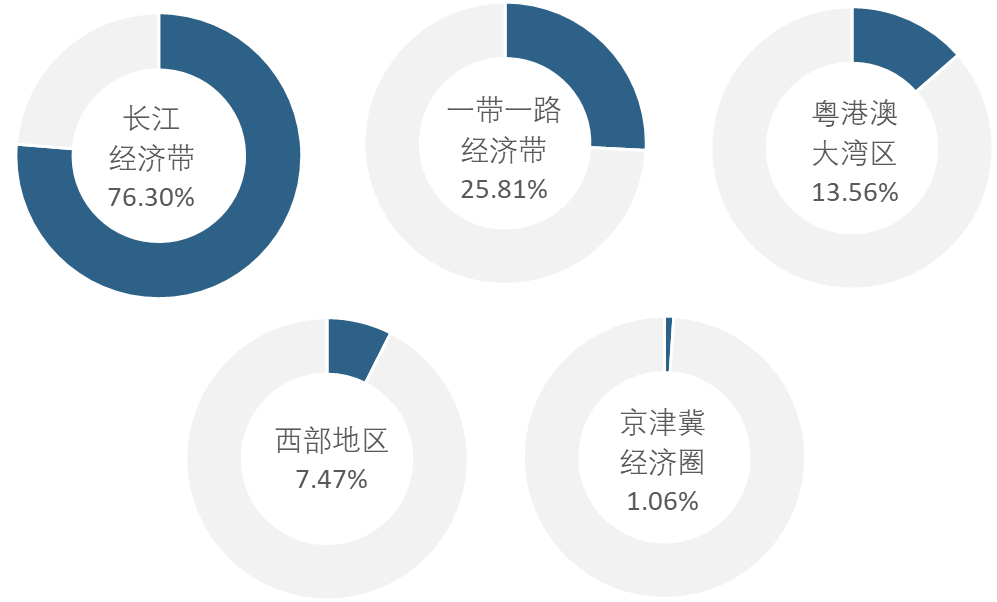 长江
经济带
76.30%
一带一路
经济带
25.81%
粤港澳
大湾区
13.56%
西部地区
7.47%
京津冀
经济圈
1.06%